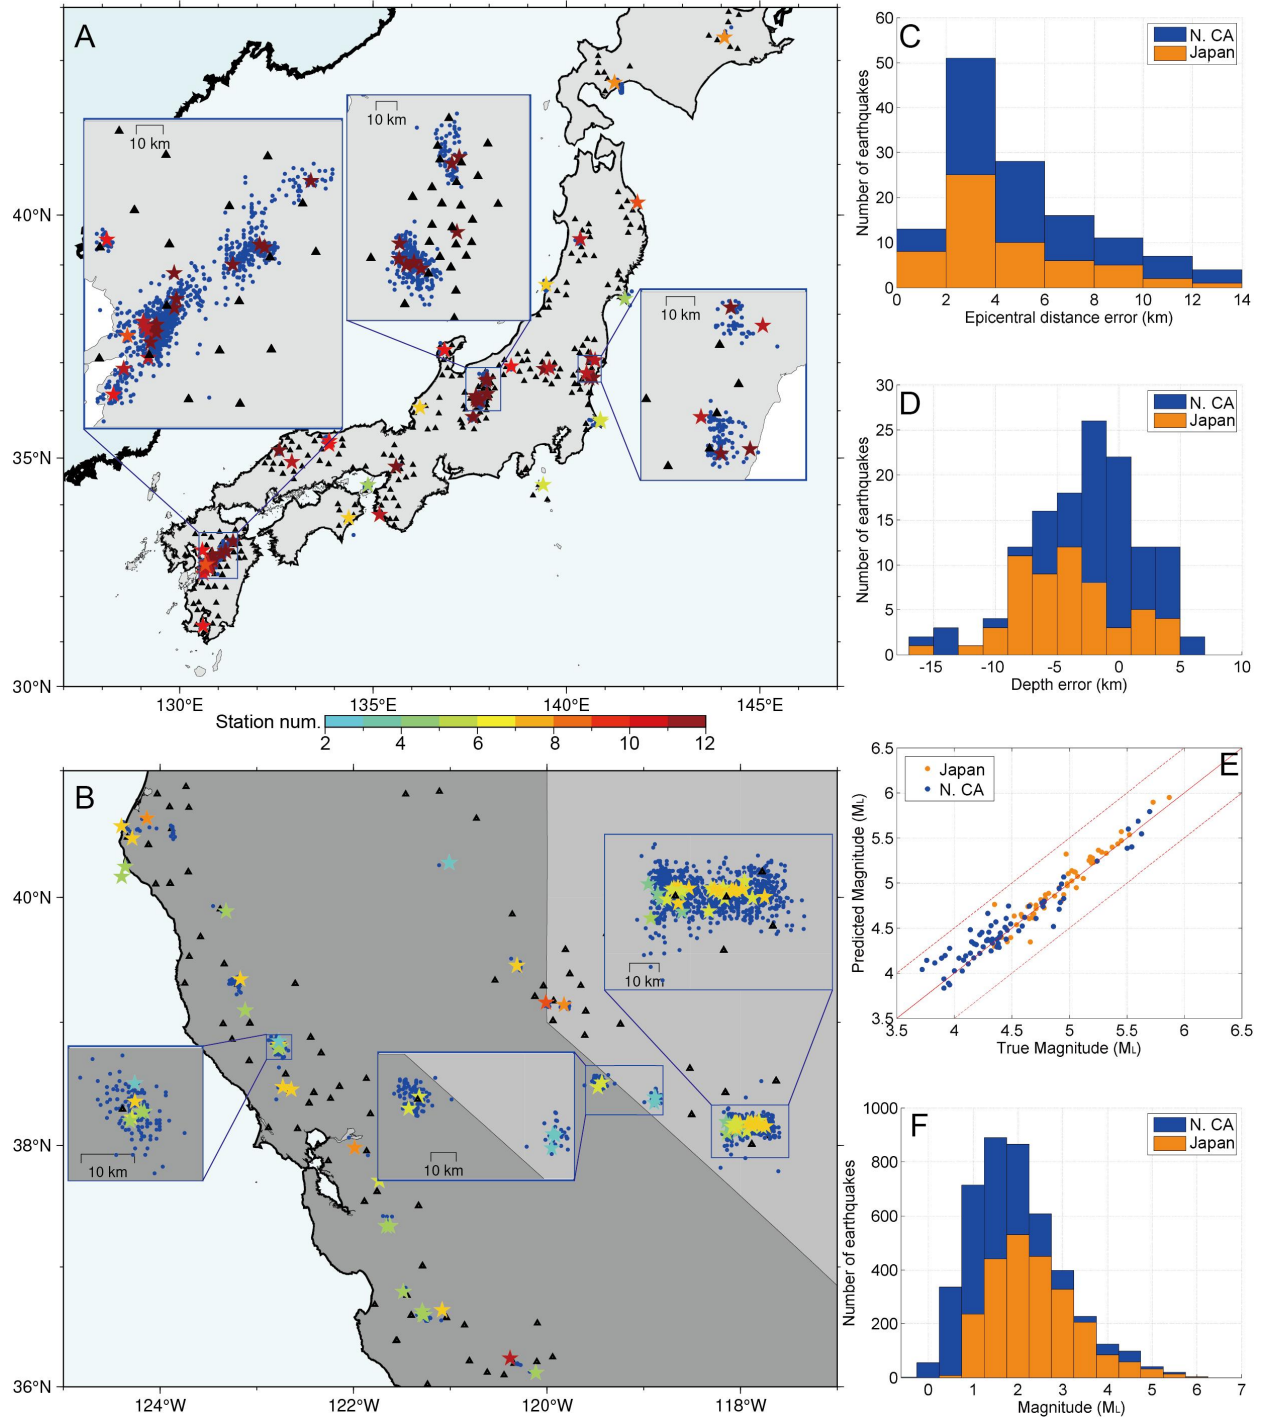 A
10 km
10 km
10 km
40°N
35°N
30°N
130°E
135°E
140°E
145°E
Station num.
2
4
6
8
10
12
B
10 km
10 km
10 km
40°N
38°N
36°N
124°W
122°W
120°W
118°W
C
N. CA
Japan
Number of earthquakes
60
50
40
30
20
10
0
0
2
4
6
8
10
12
14
Epicentral distance error (km)
D
N. CA
Japan
Number of earthquakes
30
25
20
15
10
5
0
-15
-10
-5
0
5
10
Depth error (km)
E
Japan
N. CA
Predicted Magnitude (ML)
6.5
6
5.5
5
4.5
4
3.5
3.5
4
4.5
5
5.5
6
6.5
True Magnitude (ML)
F
N. CA
Japan
Number of earthquakes
1000
800
600
400
200
0
0
1
2
3
4
5
6
7
Magnitude (ML)